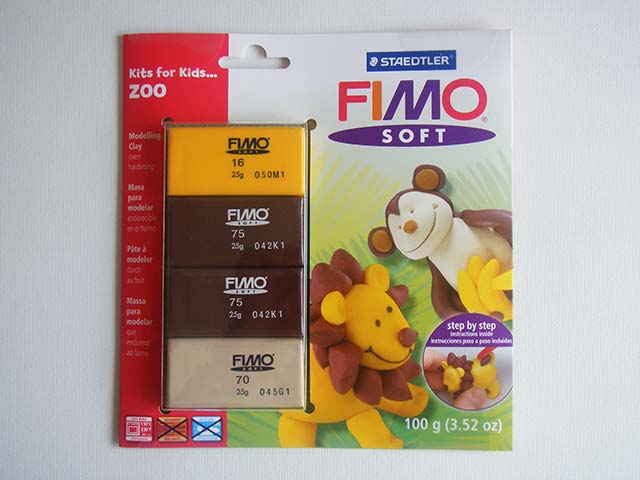 Kits for Kids...
ZOO
STAEDTLER
FIMO®
SOFT
Modelling
Clay
oven
hardening
Masa
para
modelar
endurecible
en el horno
Pâte à
modeler
durcit
au four
Massa
para
modelar
que
endurece
ao forno
FIMO
SOFT
16
25g 050M1
FIMO
SOFT
75
25g 042K1
FIMO
SOFT
75
25g 042K1
FIMO
SOFT
70
25g 045G1
step by step
instructions inside
instrucciones paso a paso incluidas
100 g (3.52 oz)
110°C
230°F